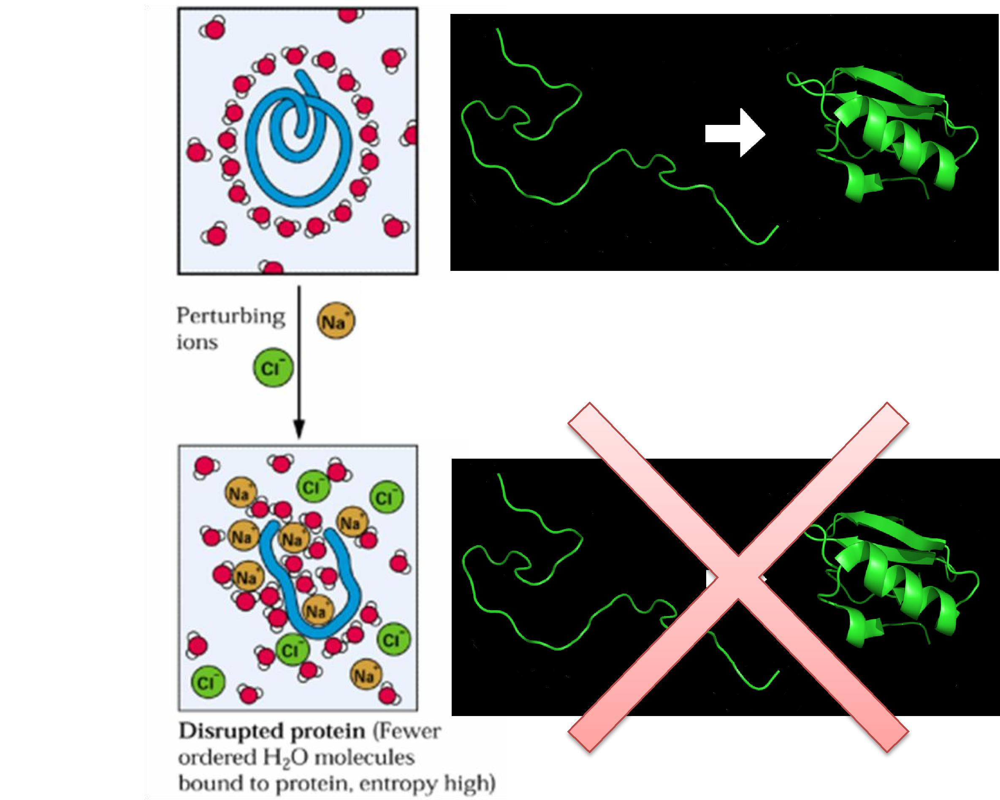 Perturbing
ions
Na⁺
Cl⁻
Cl⁻
Cl⁻
Na⁺
Na⁺
Na⁺
Na⁺
Na⁺
Na⁺
Cl⁻
Cl⁻
Na⁺
Cl⁻
Disrupted protein (Fewer
ordered H₂O molecules
bound to protein, entropy high)